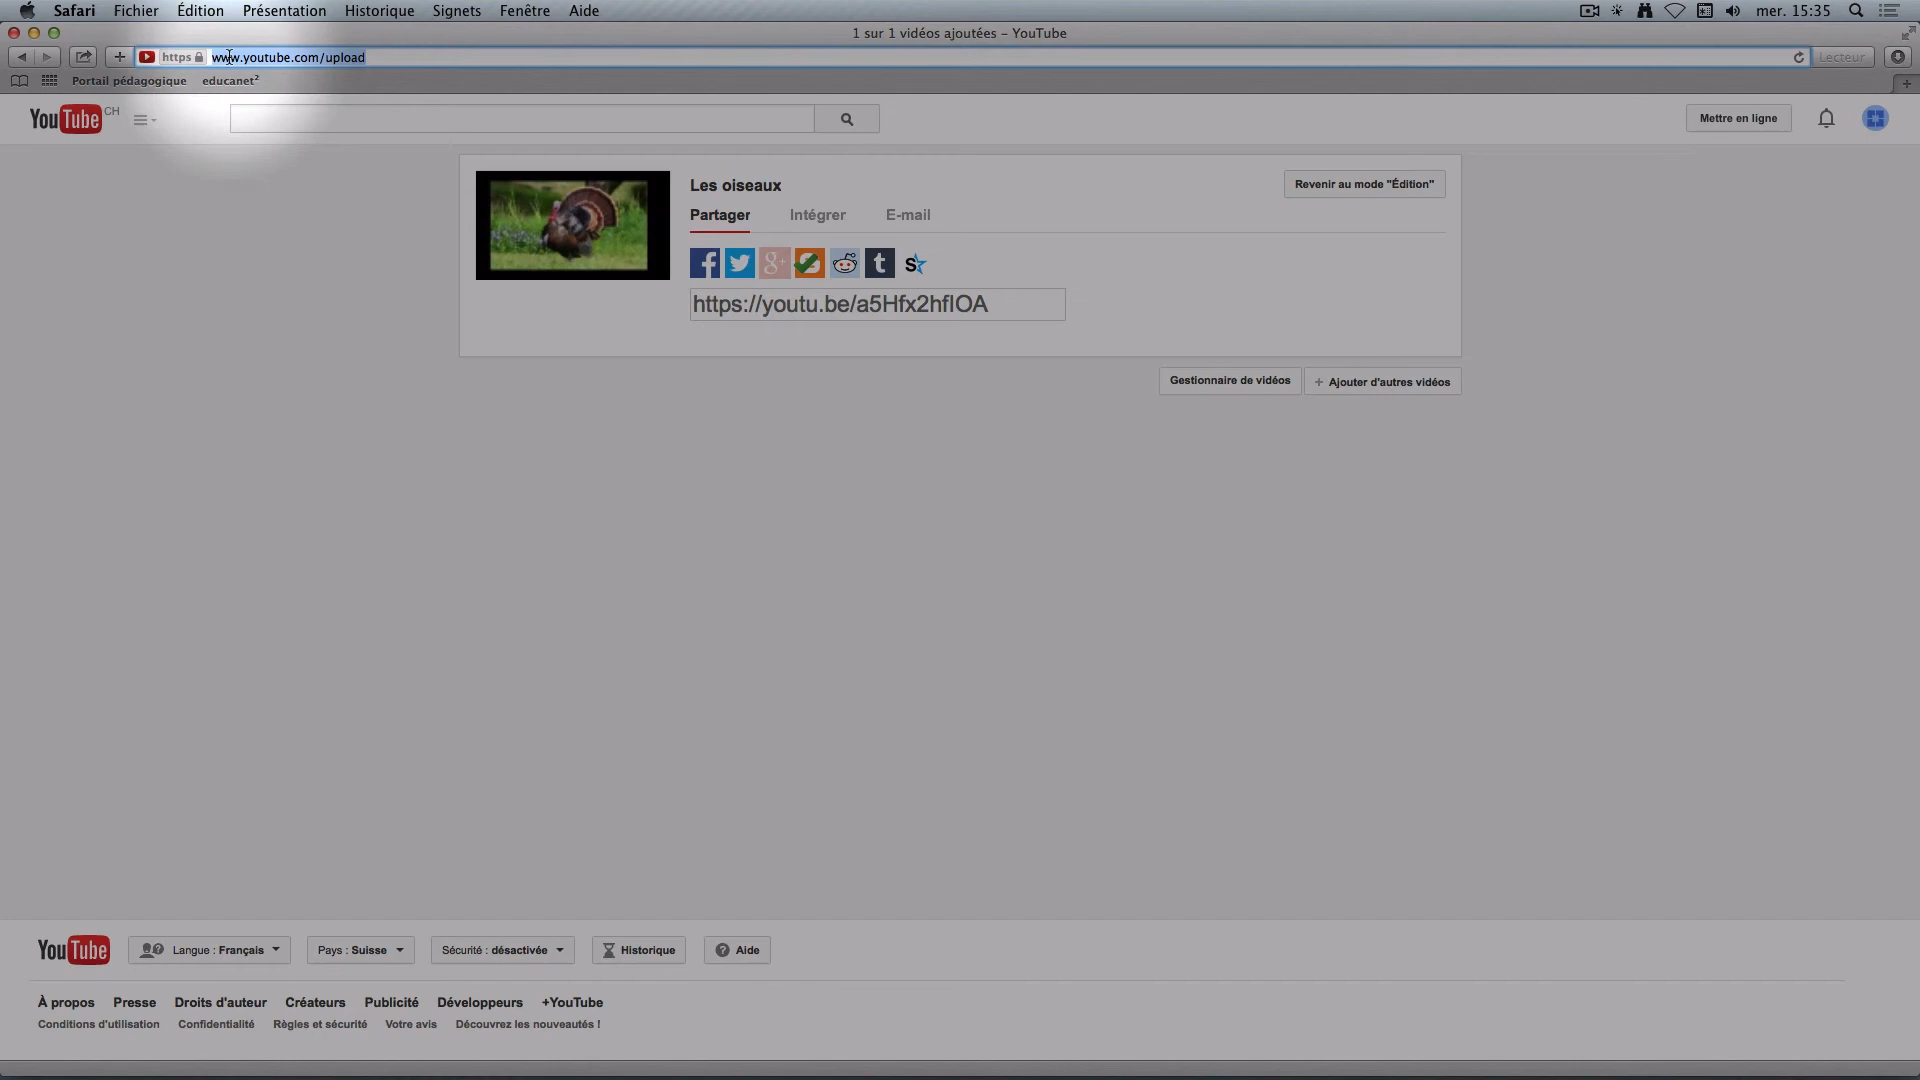 Safari Fichier Édition Présentation Historique Signets Fenêtre Aide mer. 15:35
1 sur 1 vidéos ajoutées – YouTube
https www.youtube.com/upload Lecteur
Portail pédagogique educanet²
YouTube CH Mettre en ligne
Les oiseaux Revenir au mode "Édition"
Partager Intégrer E-mail
https://youtu.be/a5Hfx2hfIOA
Gestionnaire de vidéos + Ajouter d'autres vidéos
YouTube Langue : Français Pays : Suisse Sécurité : désactivée Historique Aide
À propos Presse Droits d'auteur Créateurs Publicité Développeurs +YouTube
Conditions d'utilisation Confidentialité Règles et sécurité Votre avis Découvrez les nouveautés !